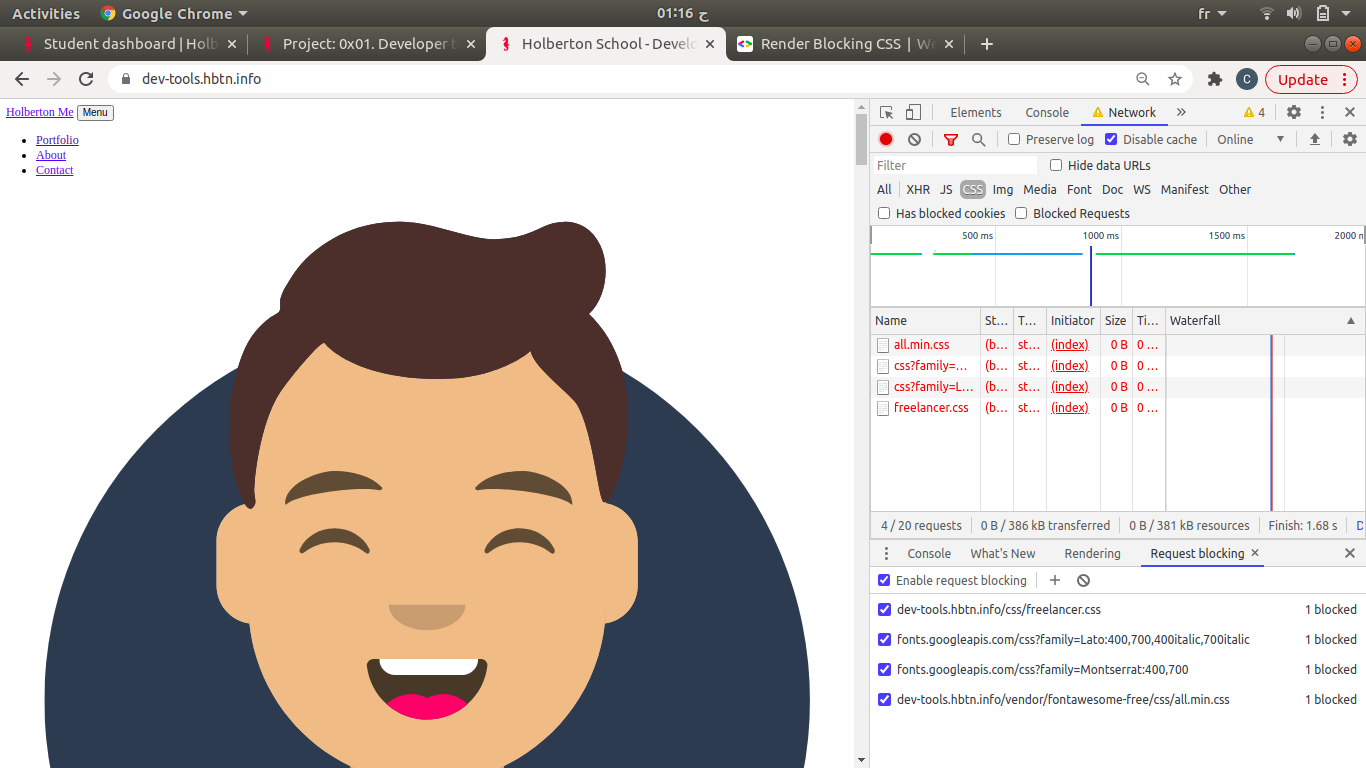 Activities Google Chrome 01:16 ح fr
Student dashboard | Holb Project: 0x01. Developer t Holberton School - Develo Render Blocking CSS | We
dev-tools.hbtn.info C Update
Holberton Me Menu
Portfolio
About
Contact
Elements Console Network 4
Preserve log Disable cache Online
Filter Hide data URLs
All XHR JS CSS Img Media Font Doc WS Manifest Other
Has blocked cookies Blocked Requests
500 ms 1000 ms 1500 ms 2000 m
Name St... T... Initiator Size Ti... Waterfall
all.min.css (b... st... (index) 0 B 0 ...
css?family=... (b... st... (index) 0 B 0 ...
css?family=L... (b... st... (index) 0 B 0 ...
freelancer.css (b... st... (index) 0 B 0 ...
4 / 20 requests 0 B / 386 kB transferred 0 B / 381 kB resources Finish: 1.68 s D
Console What's New Rendering Request blocking
Enable request blocking
dev-tools.hbtn.info/css/freelancer.css 1 blocked
fonts.googleapis.com/css?family=Lato:400,700,400italic,700italic 1 blocked
fonts.googleapis.com/css?family=Montserrat:400,700 1 blocked
dev-tools.hbtn.info/vendor/fontawesome-free/css/all.min.css 1 blocked